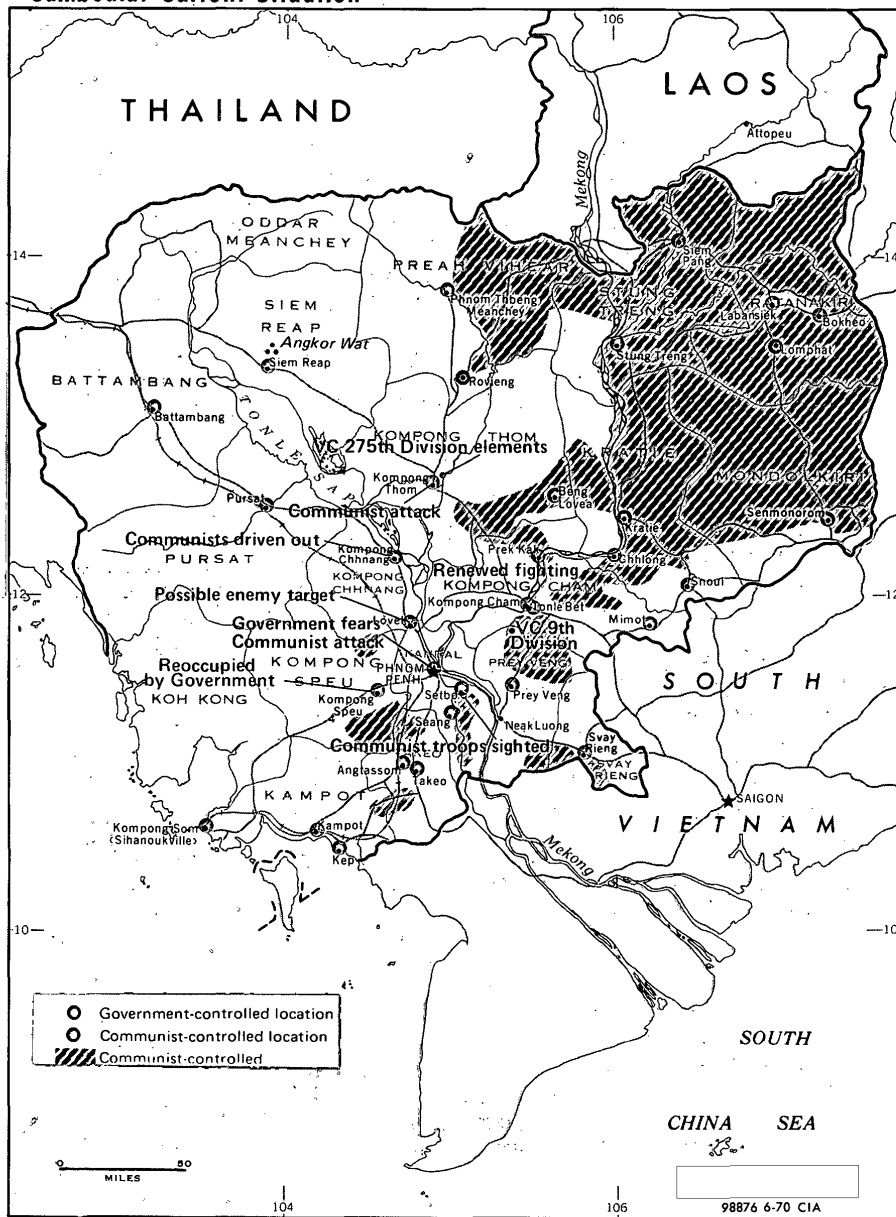 Cambodia: Current Situation
104
106
THAILAND
LAOS
Attopeu
Mekong
ODDAR
MEANCHEY
14
14
PREAH VIHEAR
Siem
Pang
STUNG
TRENG
RATANAKIRI
Phnom Tbeng
Meanchey
Labansiek
Bokheo
SIEM
REAP
Angkor Wat
Siem Reap
Stung Treng
Lomphat
Rovieng
BATTAMBANG
Battambang
TONLE SAP
KOMPONG THOM
VC 275th Division elements
KRATIE
MONDOLKIRI
Kompong
Thom
Pursat
Beng
Lovea
Communist attack
Kratie
Senmonorom
Communists driven out
PURSAT
Kompong
Chhnang
Prek Kak
Chhlong
Renewed fighting
KOMPONG
CHHNANG
KOMPONG CHAM
Snoul
Possible enemy target
Kompong Cham
Tonle Bet
Lovek
Mimot
Government fears
Communist attack
VC 9th
Division
KANDAL
PHNOM
PENH
PREY VENG
Reoccupied
by Government
KOMPONG
SPEU
SOUTH
KOH KONG
Kompong
Speu
Setbo
Prey Veng
Saang
Neak Luong
Communist troops sighted
Svay
Rieng
SVAY
RIENG
TAKEO
Angtassom
Takeo
SAIGON
KAMPOT
VIETNAM
Kompong Som
(Sihanoukville)
Kampot
Kep
Mekong
10
10
Government-controlled location
Communist-controlled location
Communist-controlled
SOUTH
CHINA SEA
0 50
MILES
104
106
98876 6-70 CIA